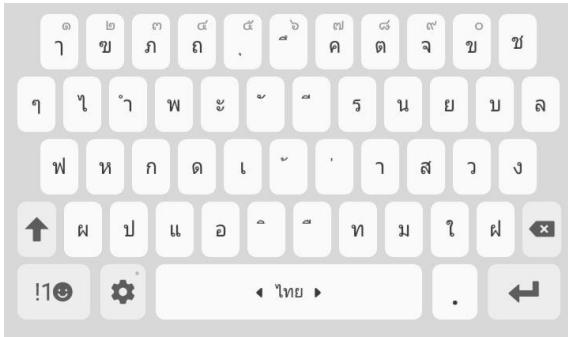 ๑ ๒ ๓ ๔ ๕ ๖ ๗ ๘ ๙ ๐
ๅ ข ภ ถ ุ ึ ค ต จ ข ช
ๆ ไ ำ พ ะ ั ี ร น ย บ ล
ฟ ห ก ด เ ้ ่ า ส ว ง
ผ ป แ อ ิ ื ท ม ใ ฝ
!1☻ ไทย .